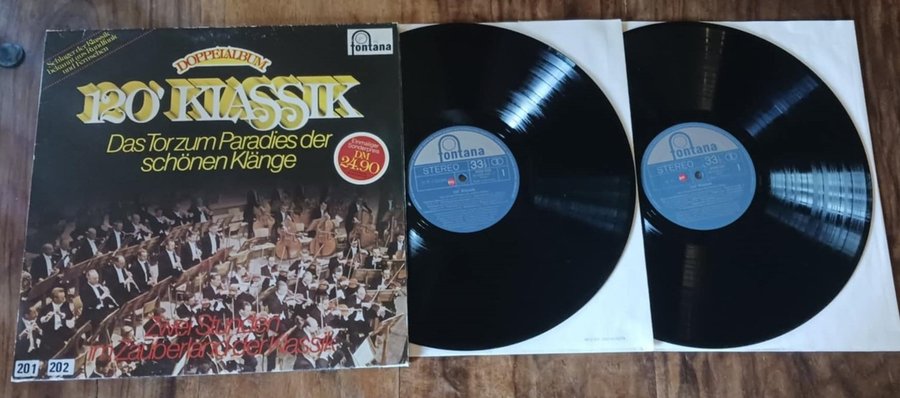 Schlager der Klassik
bekannt aus Rundfunk
und Fernsehen
fontana
DOPPELALBUM
120' KLASSIK
Das Tor zum Paradies der
schönen Klänge
Einmaliger
Sonderpreis
DM
24.90
Zwei Stunden
im Zauberland der Klassik
201 202
fontana
STEREO
33
1
fontana
STEREO
33
1